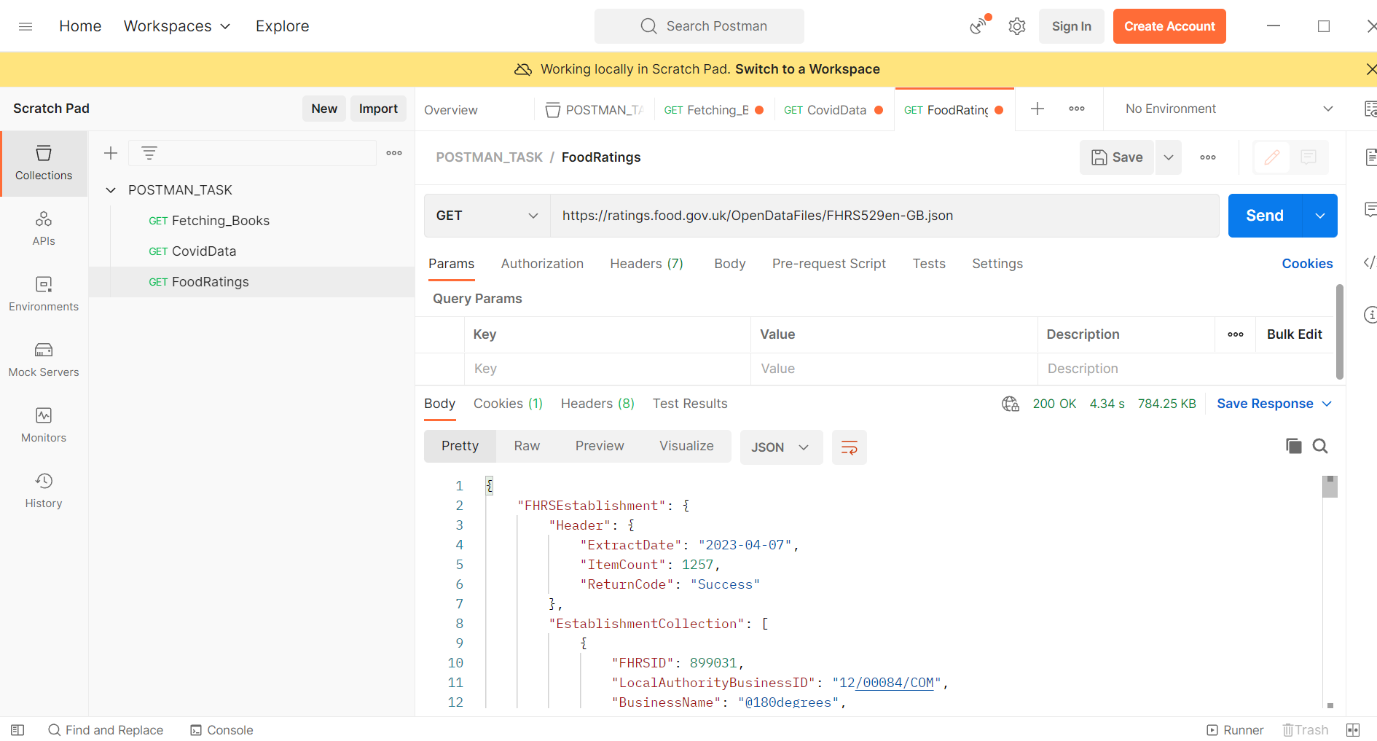 Home Workspaces Explore Search Postman Sign In Create Account
Working locally in Scratch Pad. Switch to a Workspace
Scratch Pad New Import Overview POSTMAN_TA GET Fetching_B GET CovidData GET FoodRating No Environment
Collections
APIs
Environments
Mock Servers
Monitors
History
POSTMAN_TASK
GET Fetching_Books
GET CovidData
GET FoodRatings
POSTMAN_TASK / FoodRatings Save
GET https://ratings.food.gov.uk/OpenDataFiles/FHRS529en-GB.json Send
Params Authorization Headers (7) Body Pre-request Script Tests Settings Cookies
Query Params
Key Value Description Bulk Edit
Key Value Description
Body Cookies (1) Headers (8) Test Results 200 OK 4.34 s 784.25 KB Save Response
Pretty Raw Preview Visualize JSON
1 {
2 "FHRSEstablishment": {
3 "Header": {
4 "ExtractDate": "2023-04-07",
5 "ItemCount": 1257,
6 "ReturnCode": "Success"
7 },
8 "EstablishmentCollection": [
9 {
10 "FHRSID": 899031,
11 "LocalAuthorityBusinessID": "12/00084/COM",
12 "BusinessName": "@180degrees",
Find and Replace Console Runner Trash